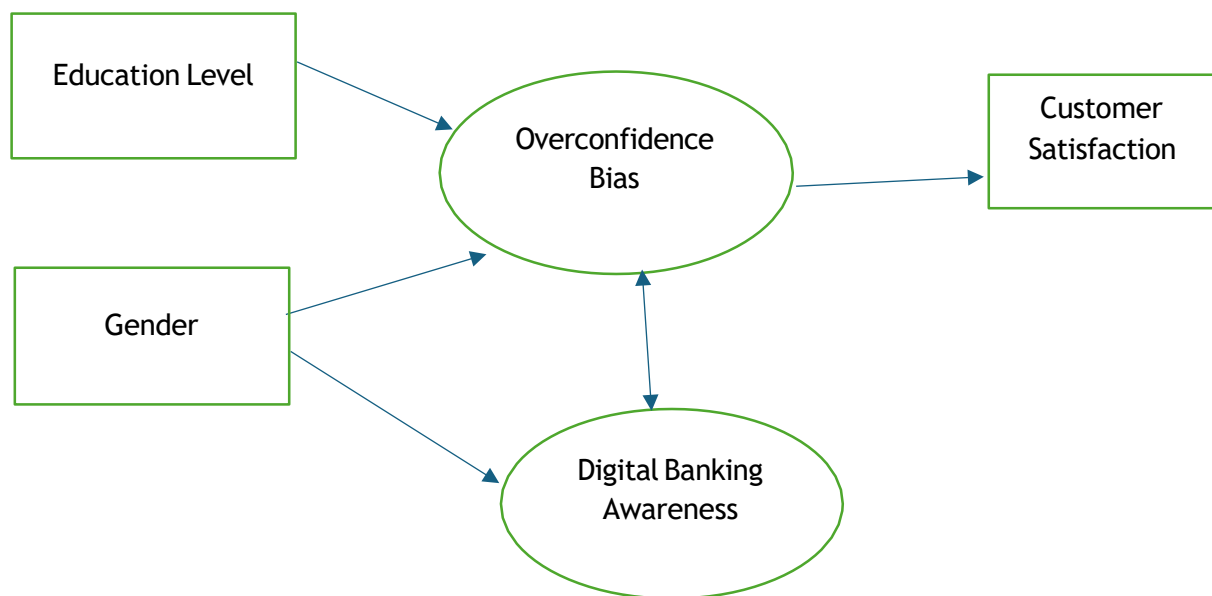 Education Level
Overconfidence
Bias
Customer
Satisfaction
Gender
Digital Banking
Awareness